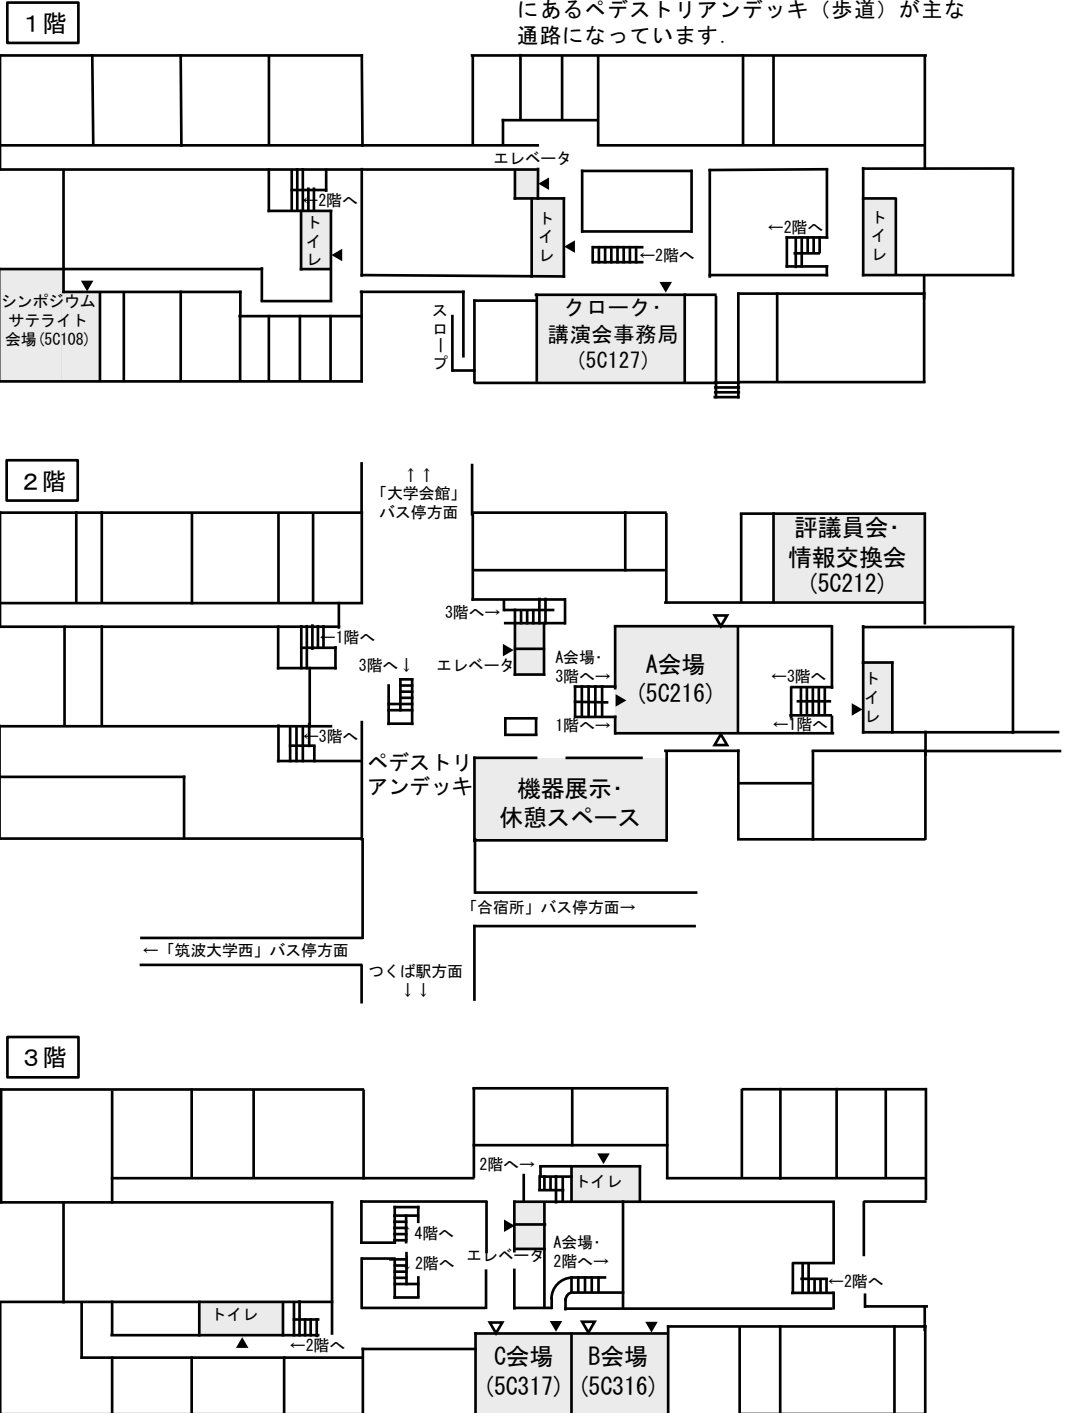 にあるペデストリアンデッキ（歩道）が主な
通路になっています.
１階
エレベータ
←2階へ
トイレ
トイレ
←2階へ
←2階へ
トイレ
シンポジウム
サテライト
会場(5C108)
スロープ
クローク・
講演会事務局
(5C127)
２階
↑↑
「大学会館」
バス停方面
評議員会・
情報交換会
(5C212)
3階へ→
←1階へ
3階へ↓
エレベータ
A会場・
3階へ→
A会場
(5C216)
←3階へ
トイレ
1階へ→
←1階へ
←3階へ
ペデストリ
アンデッキ
機器展示・
休憩スペース
「合宿所」バス停方面→
←「筑波大学西」バス停方面
つくば駅方面
↓↓
３階
2階へ→
トイレ
4階へ
エレベータ
A会場・
2階へ→
2階へ
←2階へ
トイレ
←2階へ
C会場
(5C317)
B会場
(5C316)